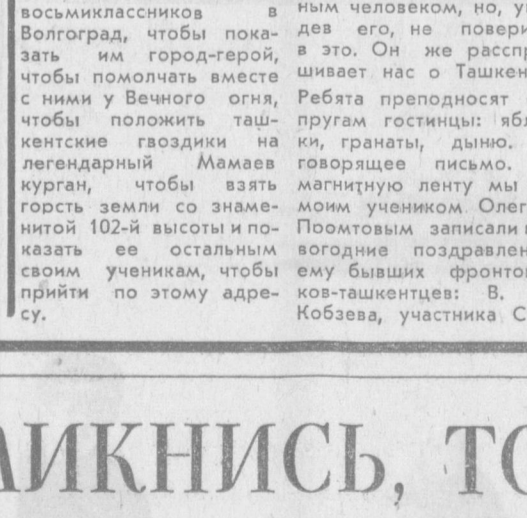 восьмиклассников в
Волгоград, чтобы пока-
зать им город-герой,
чтобы помолчать вместе
с ними у Вечного огня,
чтобы положить таш-
кентские гвоздики на
легендарный Мамаев
курган, чтобы взять
горсть земли со знаме-
нитой 102-й высоты и по-
казать ее остальным
своим ученикам, чтобы
прийти по этому адре-
су.
ным человеком, но, у
дев его, не повери
в это. Он же расспр
шивает нас о Ташкен
Ребята преподносят
пругам гостинцы: ябл
ки, гранаты, дыню.
говорящее письмо.
магнитную ленту мы
моим учеником Олег
Поомтовым записали
вогодние поздравлен
ему бывших фронто
ков-ташкентцев: В.
Кобзева, участника С
ИКНИСЬ, ТО